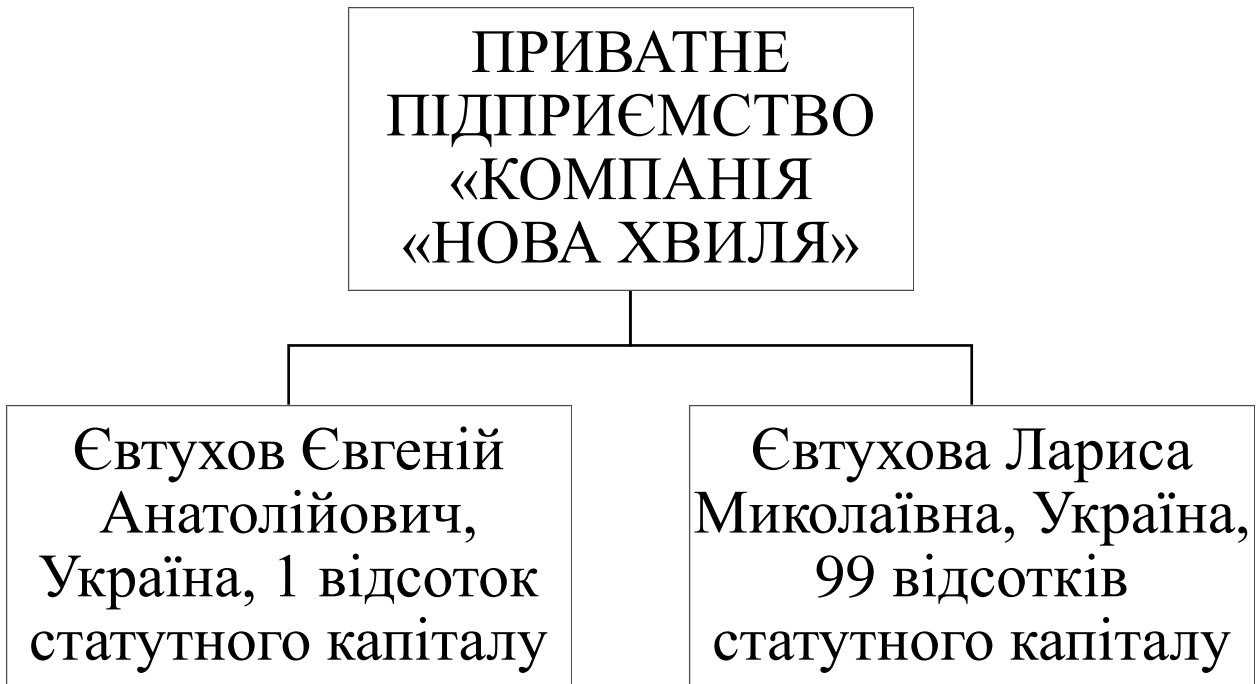 ПРИВАТНЕ
ПІДПРИЄМСТВО
«КОМПАНІЯ
«НОВА ХВИЛЯ»
Євтухов Євгеній
Анатолійович,
Україна, 1 відсоток
статутного капіталу
Євтухова Лариса
Миколаївна, Україна,
99 відсотків
статутного капіталу